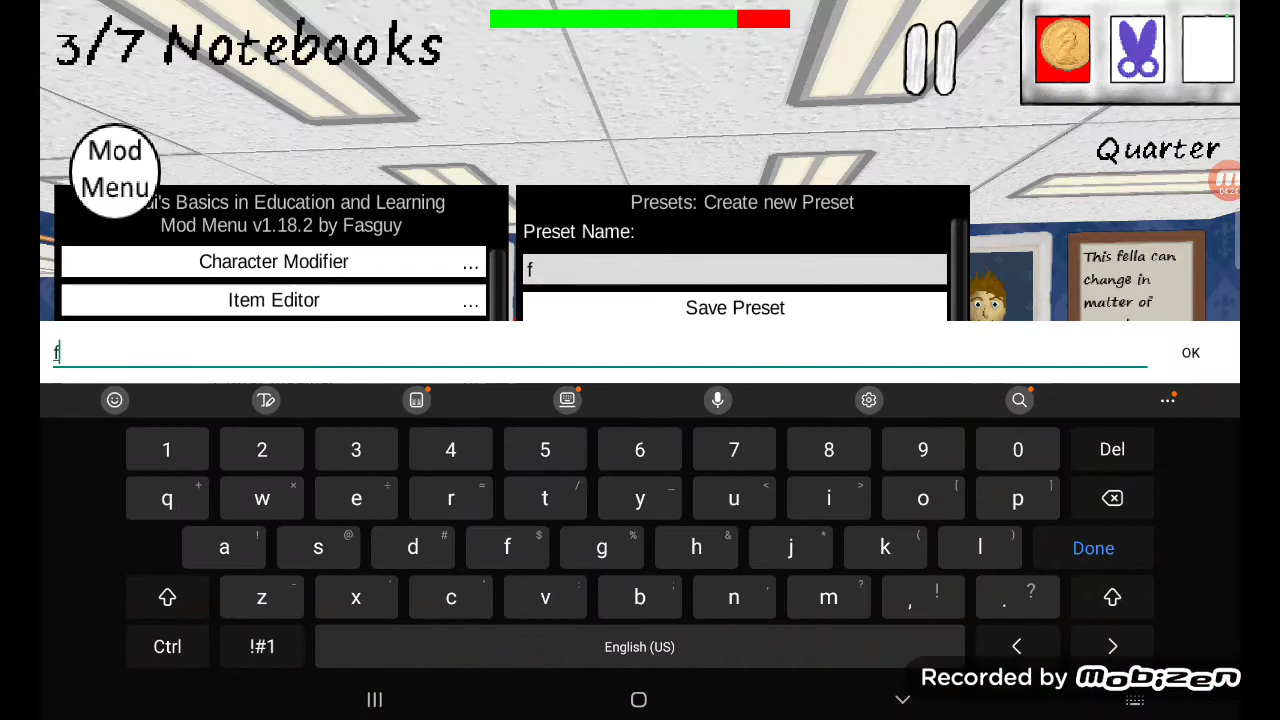 3/7 Notebooks
Quarter
Mod
Menu
04:24
di's Basics in Education and Learning
Mod Menu v1.18.2 by Fasguy
Character Modifier ...
Item Editor ...
Presets: Create new Preset
Preset Name:
f
Save Preset
This fella can
change in
matter of
f
OK
1 2 3 4 5 6 7 8 9 0 Del
q w e r t y u i o p
a s d f g h j k l Done
z x c v b n m , ! . ?
Ctrl !#1 English (US) < >
Recorded by mobizen